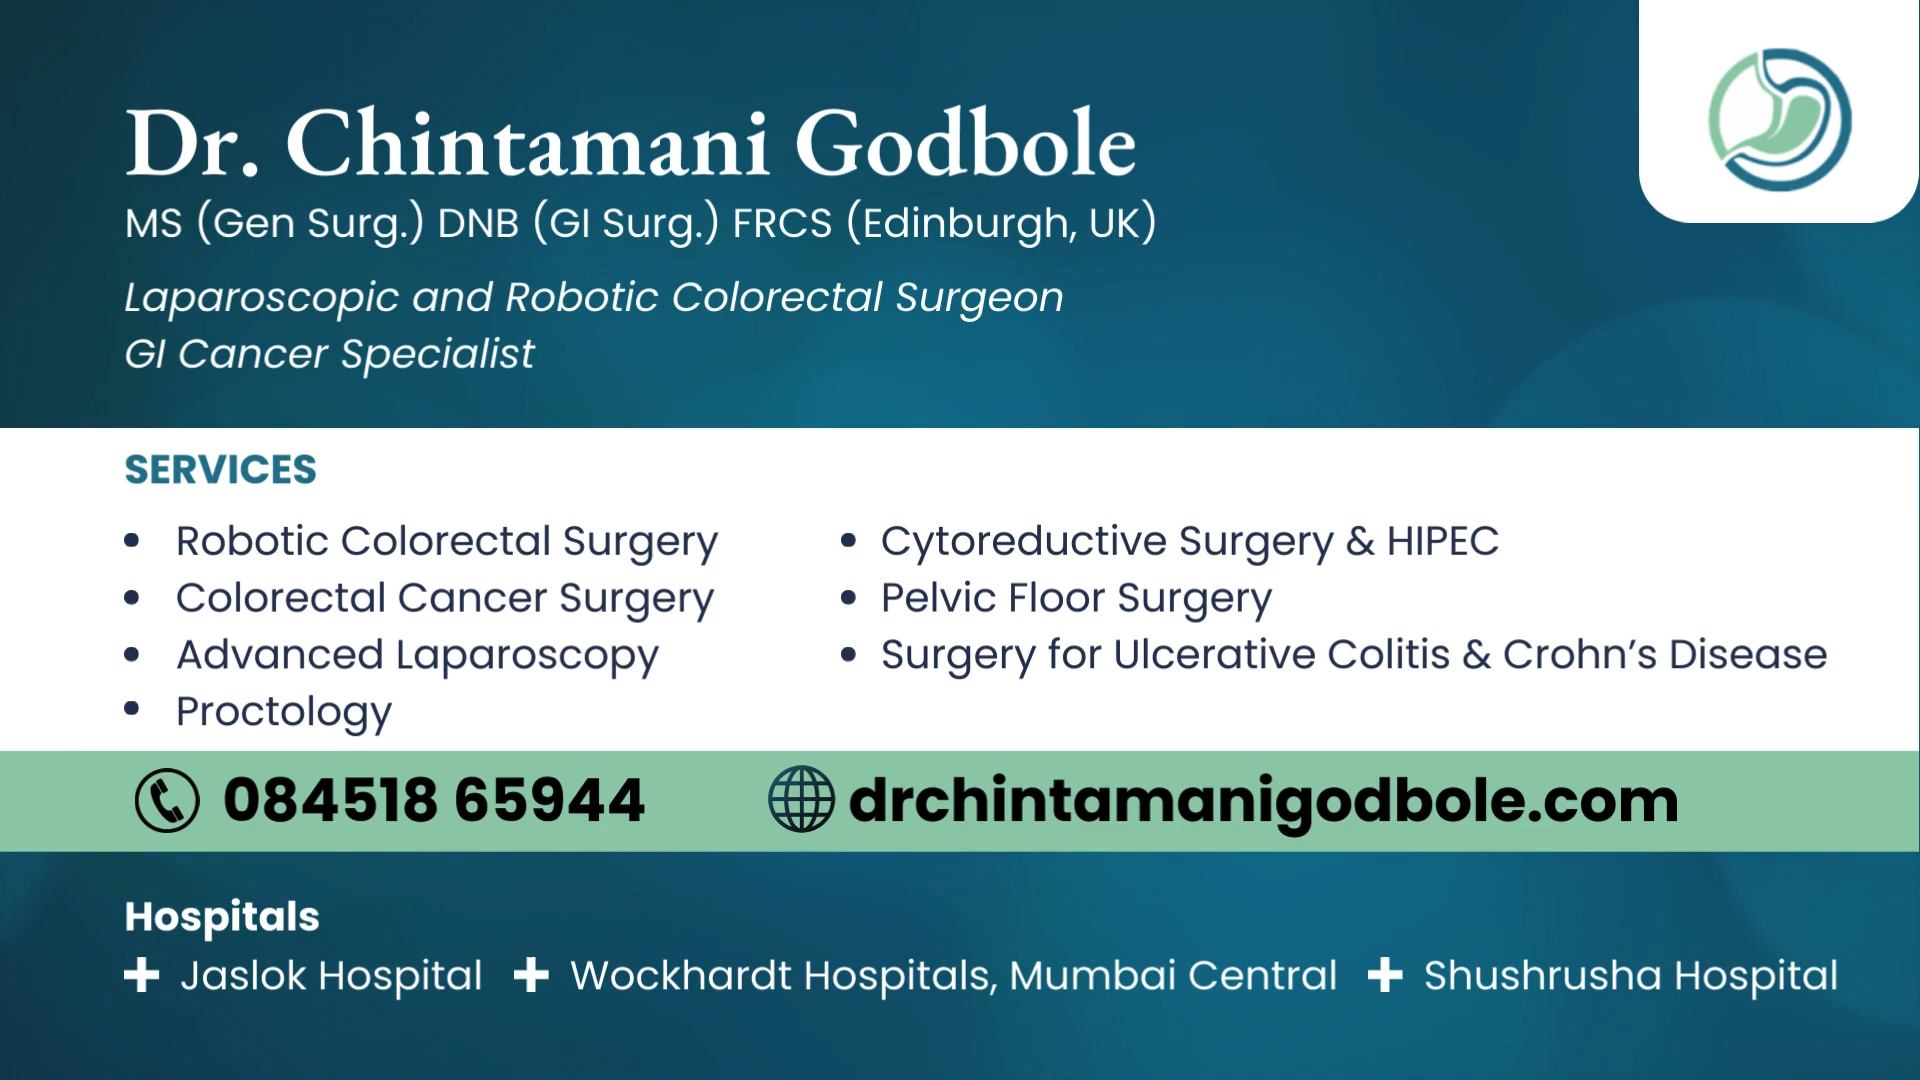 Dr. Chintamani Godbole
MS (Gen Surg.) DNB (GI Surg.) FRCS (Edinburgh, UK)
Laparoscopic and Robotic Colorectal Surgeon
GI Cancer Specialist
SERVICES
• Robotic Colorectal Surgery
• Colorectal Cancer Surgery
• Advanced Laparoscopy
• Proctology
• Cytoreductive Surgery & HIPEC
• Pelvic Floor Surgery
• Surgery for Ulcerative Colitis & Crohn’s Disease
084518 65944
drchintamanigodbole.com
Hospitals
Jaslok Hospital
Wockhardt Hospitals, Mumbai Central
Shushrusha Hospital